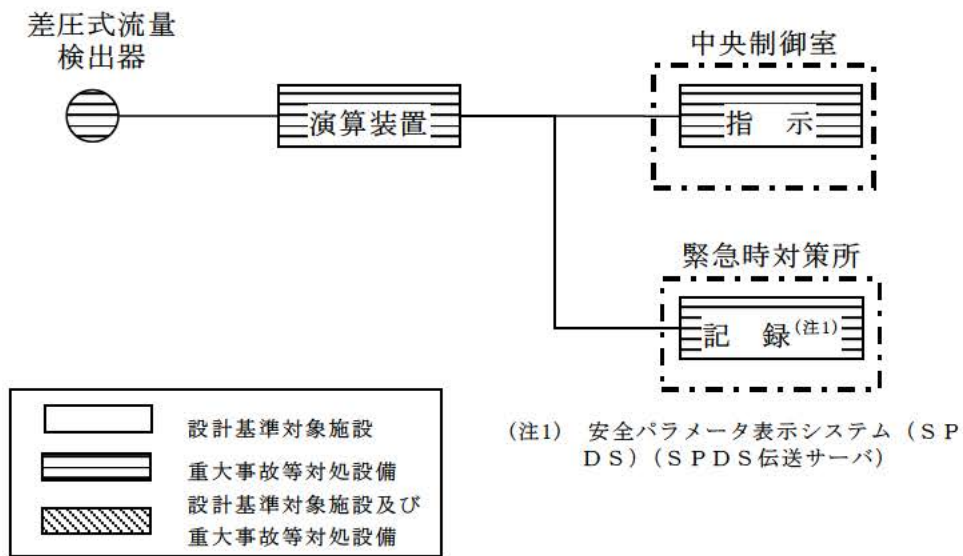 差圧式流量
検出器
演算装置
中央制御室
指 示
緊急時対策所
記 録(注1)
設計基準対象施設
重大事故等対処設備
設計基準対象施設及び
重大事故等対処設備
(注1) 安全パラメータ表示システム(SP
DS)(SPDS伝送サーバ)